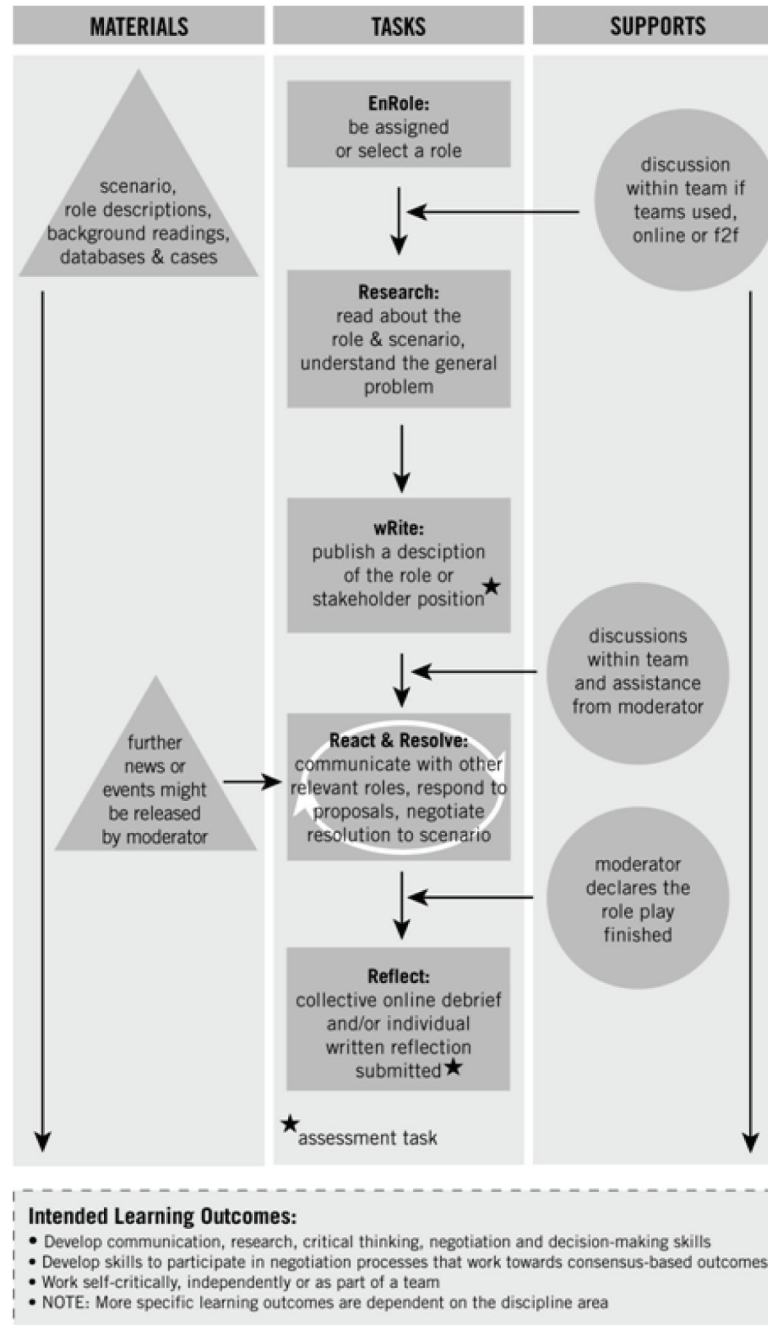 MATERIALS
TASKS
SUPPORTS
scenario,
role descriptions,
background readings,
databases & cases
EnRole:
be assigned
or select a role
discussion
within team if
teams used,
online or f2f
Research:
read about the
role & scenario,
understand the general
problem
wRite:
publish a desciption
of the role or
stakeholder position★
discussions
within team
and assistance
from moderator
further
news or
events might
be released
by moderator
React & Resolve:
communicate with other
relevant roles, respond to
proposals, negotiate
resolution to scenario
moderator
declares the
role play
finished
Reflect:
collective online debrief
and/or individual
written reflection
submitted★
★assessment task
Intended Learning Outcomes:
• Develop communication, research, critical thinking, negotiation and decision-making skills
• Develop skills to participate in negotiation processes that work towards consensus-based outcomes
• Work self-critically, independently or as part of a team
• NOTE: More specific learning outcomes are dependent on the discipline area